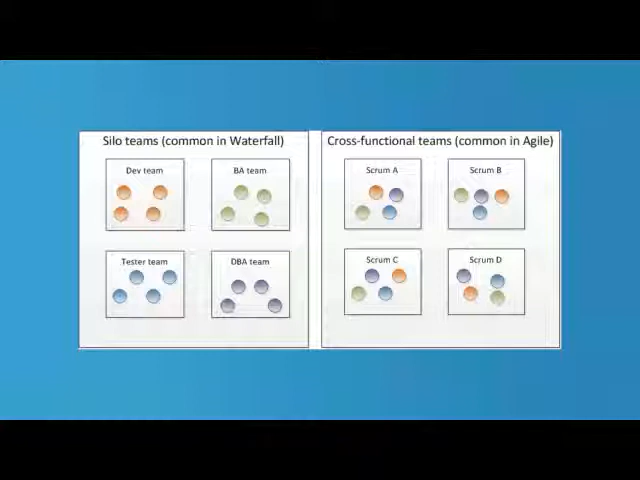 Silo teams (common in Waterfall)
Dev team
BA team
Tester team
DBA team
Cross-functional teams (common in Agile)
Scrum A
Scrum B
Scrum C
Scrum D